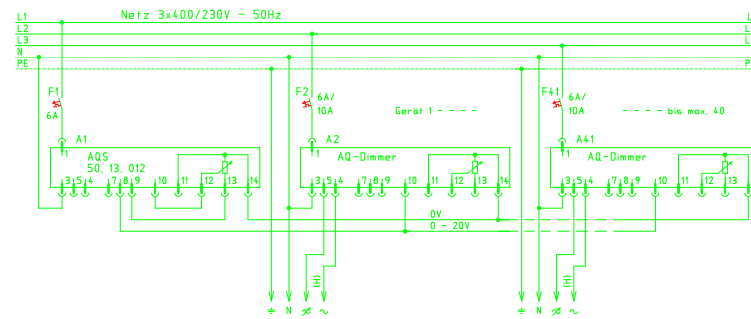 Netz 3x400/230V - 50Hz
L1 L
L2 L
L3 L
N
PE P
F1 F2 F41
6A 6A/ 10A 6A/ 10A
Gerät 1 - - - - - - - - bis max. 40
A1 A2 A41
1 1 1
AQS AQ-Dimmer AQ-Dimmer
50. 13. 012
3 5 4 7 8 9 10 11 12 13 14 3 5 4 7 8 9 10 11 12 13 14 3 5 4 7 8 9 10 11 12 13
0V
0 - 20V
(H) (H)
N N